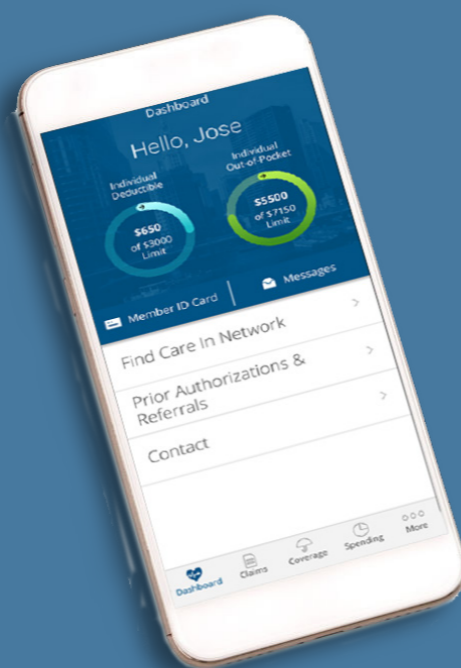 Dashboard
Hello, Jose
Individual
Deductible
$650
of $3000
Limit
Individual
Out-of-Pocket
$5500
of $7150
Limit
Member ID Card
Messages
Find Care In Network
Prior Authorizations &
Referrals
Contact
Dashboard
Claims
Coverage
Spending
More